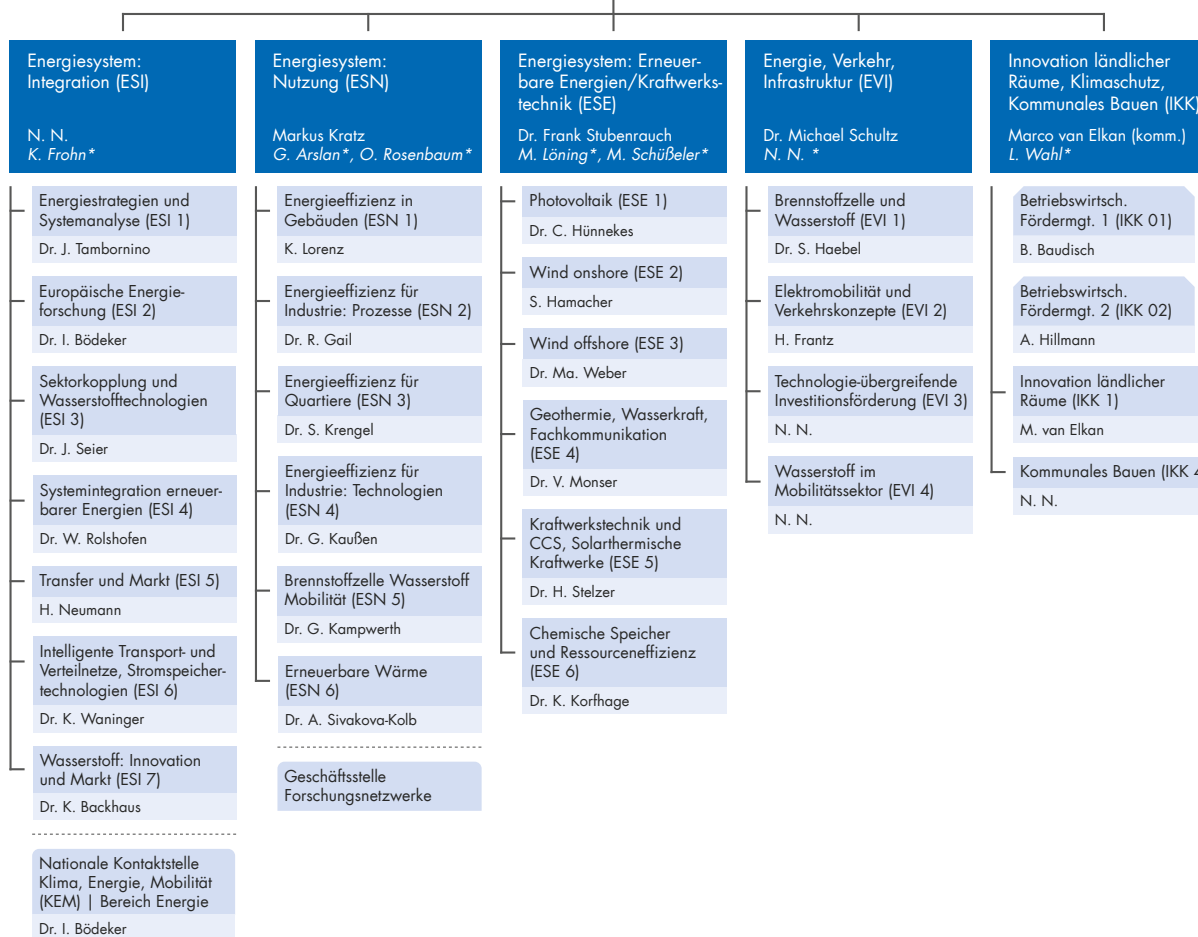 Energiesystem:
Integration (ESI)
N. N.
K. Frohn*
Energiestrategien und
Systemanalyse (ESI 1)
Dr. J. Tambornino
Europäische Energie-
forschung (ESI 2)
Dr. I. Bödeker
Sektorkopplung und
Wasserstofftechnologien
(ESI 3)
Dr. J. Seier
Systemintegration erneuer-
barer Energien (ESI 4)
Dr. W. Rolshofen
Transfer und Markt (ESI 5)
H. Neumann
Intelligente Transport- und
Verteilnetze, Stromspeicher-
technologien (ESI 6)
Dr. K. Waninger
Wasserstoff: Innovation
und Markt (ESI 7)
Dr. K. Backhaus
Nationale Kontaktstelle
Klima, Energie, Mobilität
(KEM) | Bereich Energie
Dr. I. Bödeker
Energiesystem:
Nutzung (ESN)
Markus Kratz
G. Arslan*, O. Rosenbaum*
Energieeffizienz in
Gebäuden (ESN 1)
K. Lorenz
Energieeffizienz für
Industrie: Prozesse (ESN 2)
Dr. R. Gail
Energieeffizienz für
Quartiere (ESN 3)
Dr. S. Krengel
Energieeffizienz für
Industrie: Technologien
(ESN 4)
Dr. G. Kaußen
Brennstoffzelle Wasserstoff
Mobilität (ESN 5)
Dr. G. Kampwerth
Erneuerbare Wärme
(ESN 6)
Dr. A. Sivakova-Kolb
Geschäftsstelle
Forschungsnetzwerke
Energiesystem: Erneuer-
bare Energien/Kraftwerks-
technik (ESE)
Dr. Frank Stubenrauch
M. Löning*, M. Schüßeler*
Photovoltaik (ESE 1)
Dr. C. Hünnekes
Wind onshore (ESE 2)
S. Hamacher
Wind offshore (ESE 3)
Dr. Ma. Weber
Geothermie, Wasserkraft,
Fachkommunikation
(ESE 4)
Dr. V. Monser
Kraftwerkstechnik und
CCS, Solarthermische
Kraftwerke (ESE 5)
Dr. H. Stelzer
Chemische Speicher
und Ressourceneffizienz
(ESE 6)
Dr. K. Korfhage
Energie, Verkehr,
Infrastruktur (EVI)
Dr. Michael Schultz
N. N. *
Brennstoffzelle und
Wasserstoff (EVI 1)
Dr. S. Haebel
Elektromobilität und
Verkehrskonzepte (EVI 2)
H. Frantz
Technologie-übergreifende
Investitionsförderung (EVI 3)
N. N.
Wasserstoff im
Mobilitätssektor (EVI 4)
N. N.
Innovation ländlicher
Räume, Klimaschutz,
Kommunales Bauen (IKK)
Marco van Elkan (komm.)
L. Wahl*
Betriebswirtsch.
Fördermgt. 1 (IKK 01)
B. Baudisch
Betriebswirtsch.
Fördermgt. 2 (IKK 02)
A. Hillmann
Innovation ländlicher
Räume (IKK 1)
M. van Elkan
Kommunales Bauen (IKK 4
N. N.